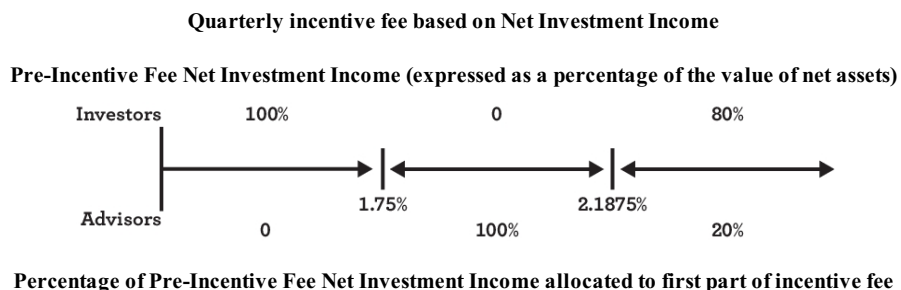 Quarterly incentive fee based on Net Investment Income
Pre-Incentive Fee Net Investment Income (expressed as a percentage of the value of net assets)
Investors 100% 0 80%
1.75% 2.1875%
Advisors 0 100% 20%
Percentage of Pre-Incentive Fee Net Investment Income allocated to first part of incentive fee